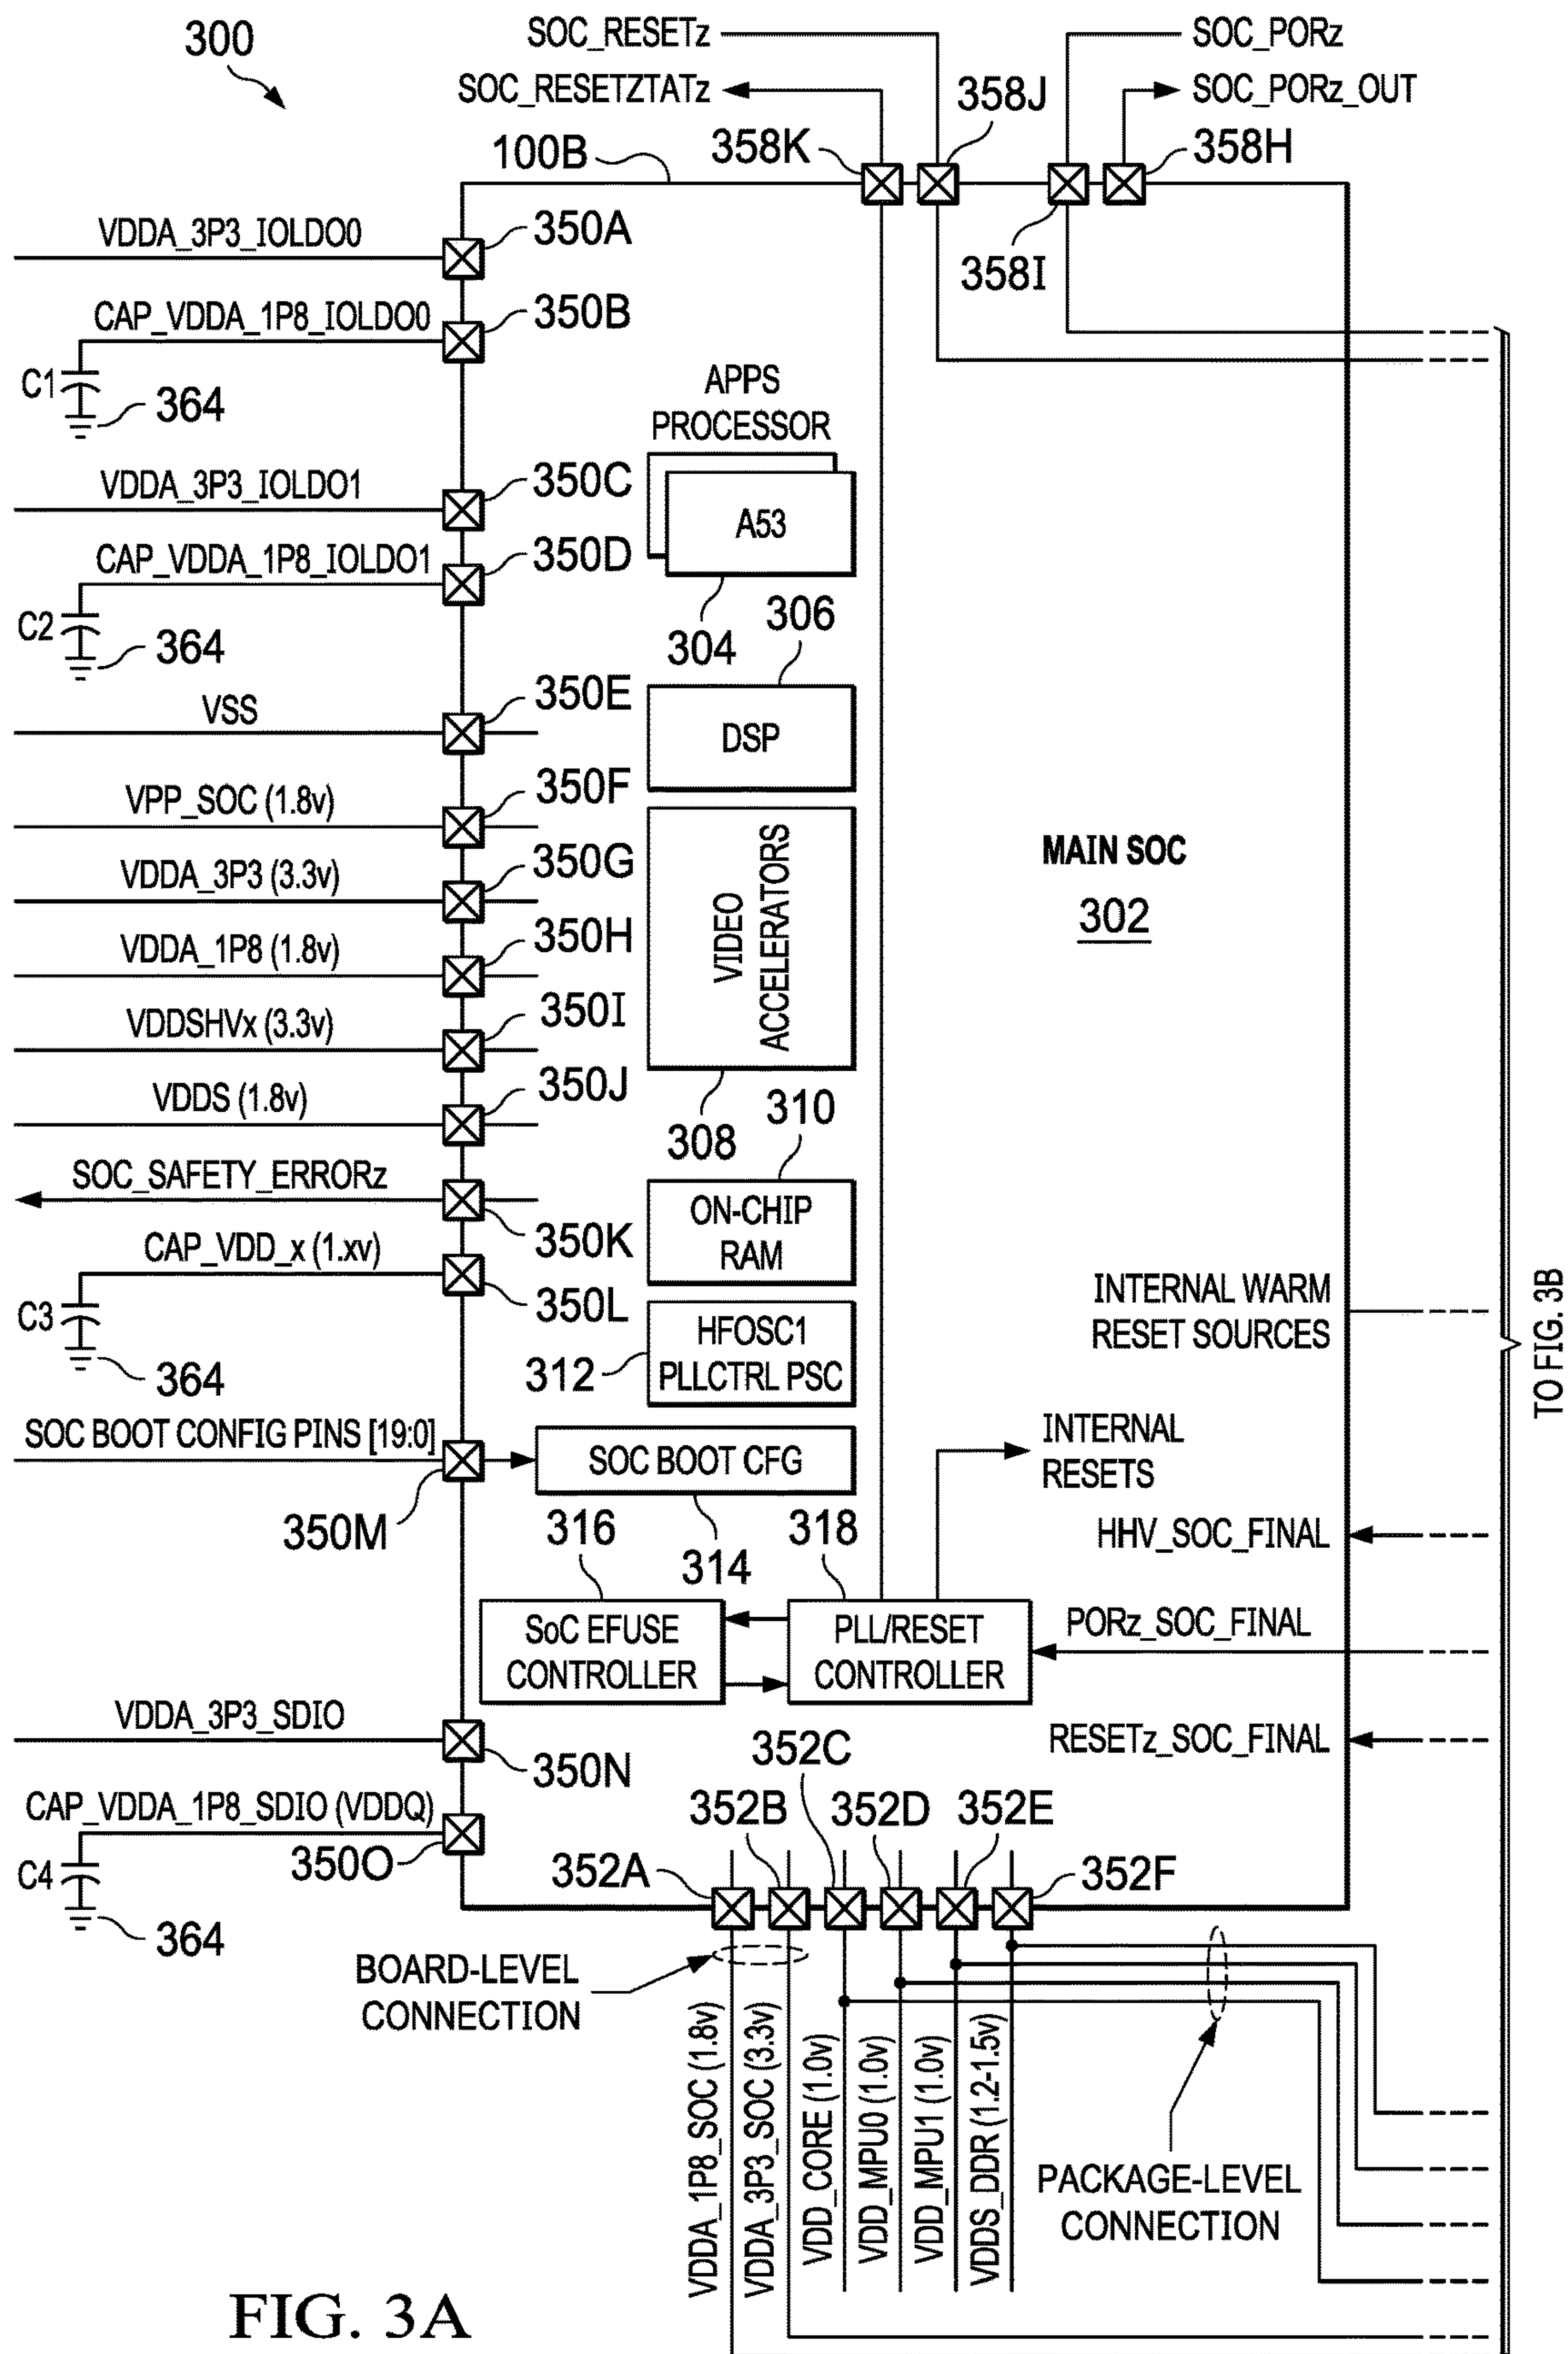 300
SOC_RESETz
SOC_PORz
SOC_RESETZTATz
358J
SOC_PORz_OUT
100B
358K
358H
VDDA_3P3_IOLDO0
350A
358I
CAP_VDDA_1P8_IOLDO0
350B
C1
364
APPS
PROCESSOR
VDDA_3P3_IOLDO1
350C
A53
CAP_VDDA_1P8_IOLDO1
350D
C2
364
304
306
VSS
350E
DSP
VPP_SOC (1.8v)
350F
VDDA_3P3 (3.3v)
350G
VIDEO
ACCELERATORS
MAIN SOC
302
VDDA_1P8 (1.8v)
350H
VDDSHVx (3.3v)
350I
VDDS (1.8v)
350J
308
310
SOC_SAFETY_ERRORz
350K
ON-CHIP
RAM
CAP_VDD_x (1.xv)
350L
C3
364
INTERNAL WARM
RESET SOURCES
TO FIG. 3B
312
HFOSC1
PLLCTRL PSC
SOC BOOT CONFIG PINS [19:0]
350M
SOC BOOT CFG
INTERNAL
RESETS
316
314
318
HHV_SOC_FINAL
SoC EFUSE
CONTROLLER
PLL/RESET
CONTROLLER
PORz_SOC_FINAL
VDDA_3P3_SDIO
350N
352C
RESETz_SOC_FINAL
CAP_VDDA_1P8_SDIO (VDDQ)
350O
C4
364
352B
352D
352E
352A
352F
BOARD-LEVEL
CONNECTION
VDDA_1P8_SOC (1.8v)
VDDA_3P3_SOC (3.3v)
VDD_CORE (1.0v)
VDD_MPU0 (1.0v)
VDD_MPU1 (1.0v)
VDDS_DDR (1.2-1.5v)
PACKAGE-LEVEL
CONNECTION
FIG. 3A